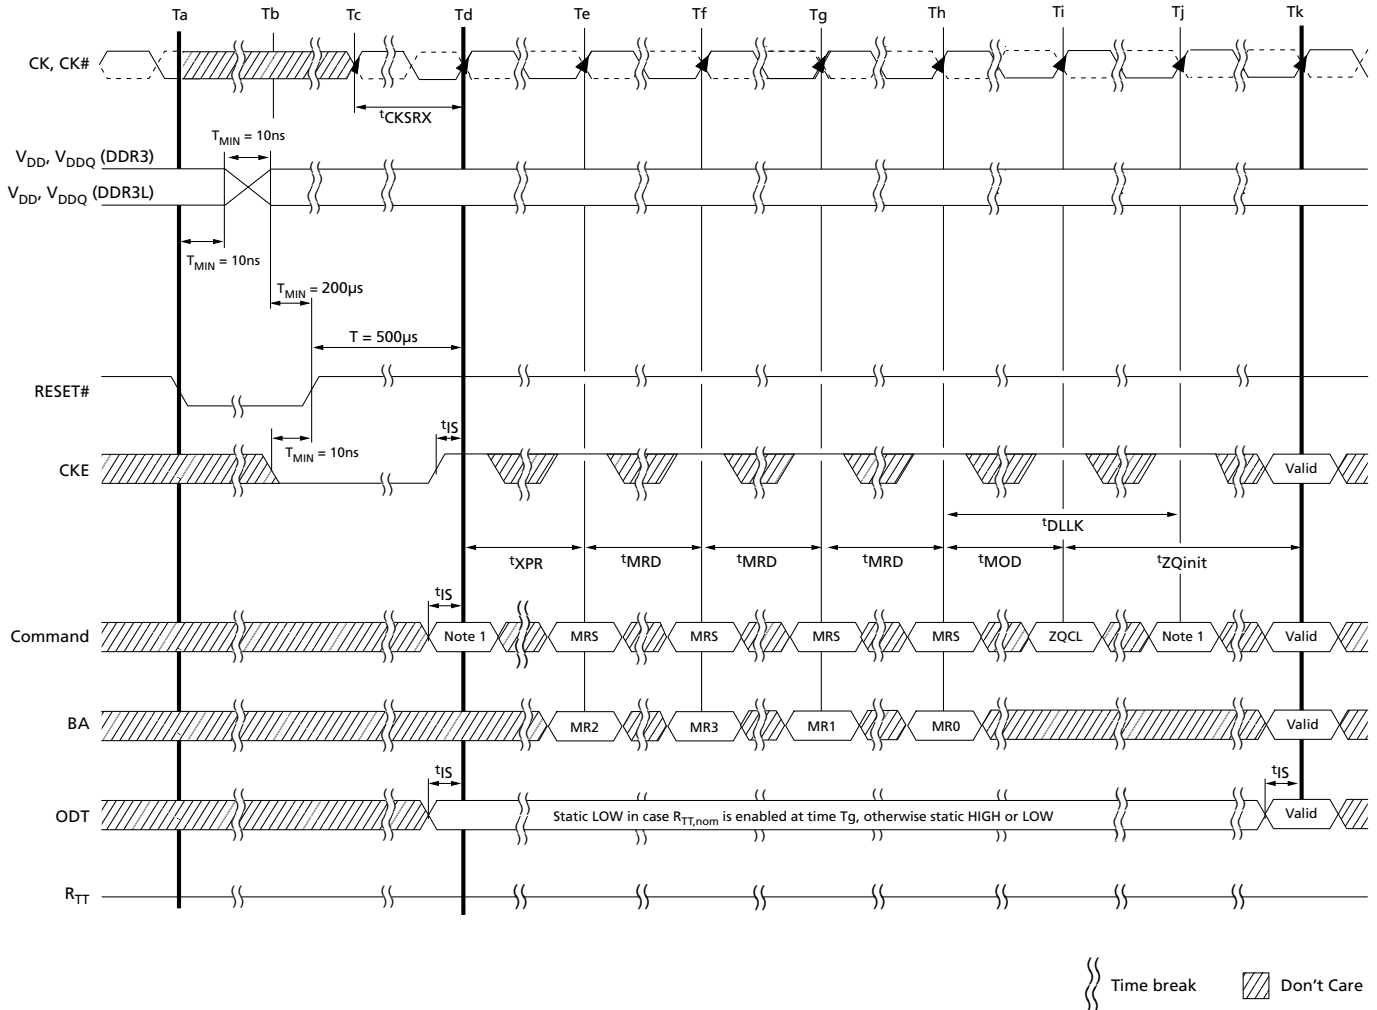 Ta Tb Tc Td Te Tf Tg Th Ti Tj Tk
CK, CK#
tCKSRX
TMIN = 10ns
VDD, VDDQ (DDR3)
VDD, VDDQ (DDR3L)
TMIN = 10ns
TMIN = 200µs
T = 500µs
RESET#
tIS
TMIN = 10ns
CKE
Valid
tDLLK
tXPR tMRD tMRD tMRD tMOD tZQinit
tIS
Command Note 1 MRS MRS MRS MRS ZQCL Note 1 Valid
BA MR2 MR3 MR1 MR0 Valid
tIS tIS
ODT Static LOW in case RTT,nom is enabled at time Tg, otherwise static HIGH or LOW Valid
RTT
Time break Don't Care